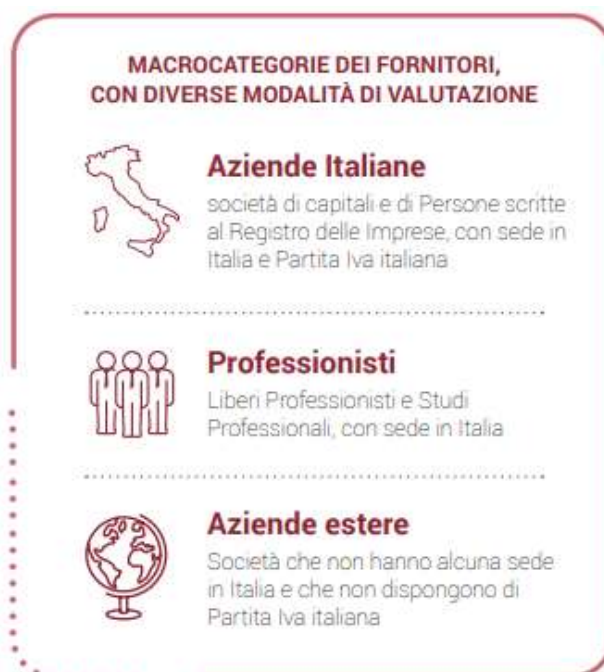 MACROCATEGORIE DEI FORNITORI,
CON DIVERSE MODALITÀ DI VALUTAZIONE
Aziende Italiane
società di capitali e di Persone scritte
al Registro delle Imprese, con sede in
Italia e Partita Iva italiana
Professionisti
Liberi Professionisti e Studi
Professionali, con sede in Italia
Aziende estere
Società che non hanno alcuna sede
in Italia e che non dispongono di
Partita Iva italiana